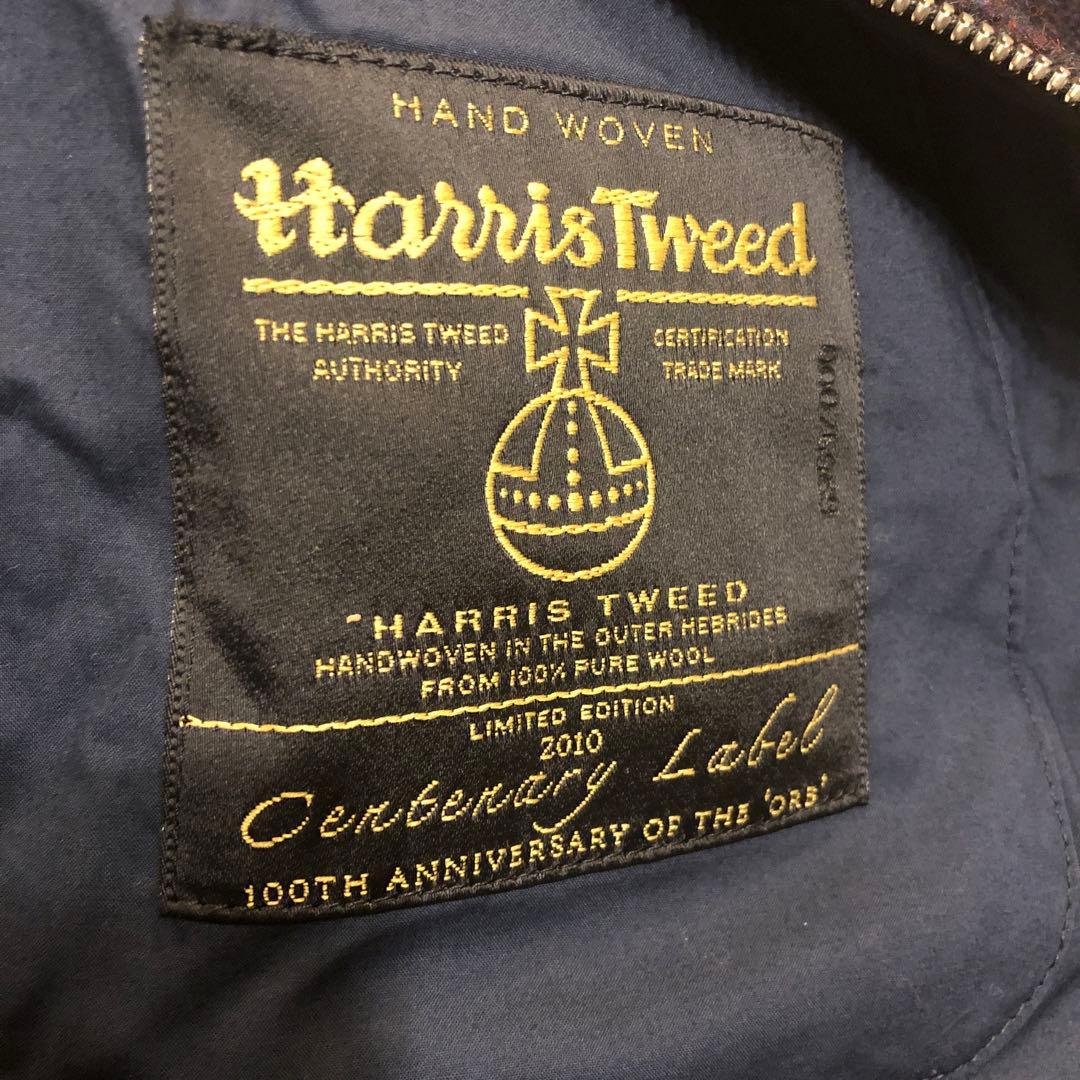 HAND WOVEN
Harris Tweed
THE HARRIS TWEED AUTHORITY
CERTIFICATION TRADE MARK
HARRIS TWEED
HANDWOVEN IN THE OUTER HEBRIDES
FROM 100% PURE WOOL
LIMITED EDITION
2010
Centenary Label
100TH ANNIVERSARY OF THE 'ORB'